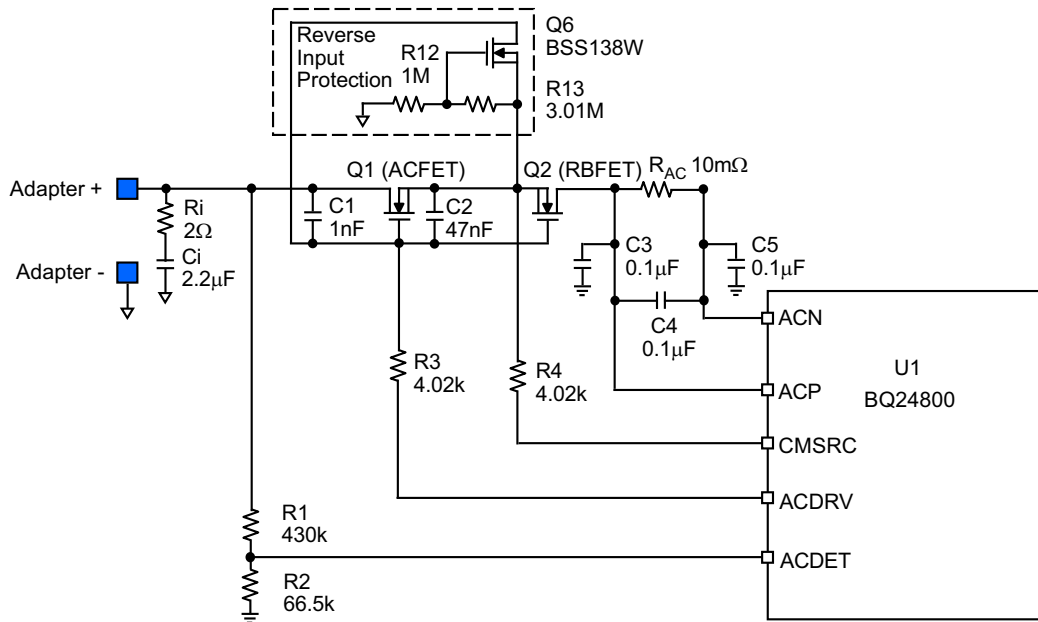 Reverse
Input
Protection
R12
1M
Q6
BSS138W
R13
3.01M
Adapter +
Ri
2Ω
Ci
2.2μF
Adapter -
Q1 (ACFET)
C1
1nF
C2
47nF
Q2 (RBFET)
RAC 10mΩ
C3
0.1μF
C5
0.1μF
C4
0.1μF
R3
4.02k
R4
4.02k
ACN
ACP
CMSRC
ACDRV
ACDET
U1
BQ24800
R1
430k
R2
66.5k